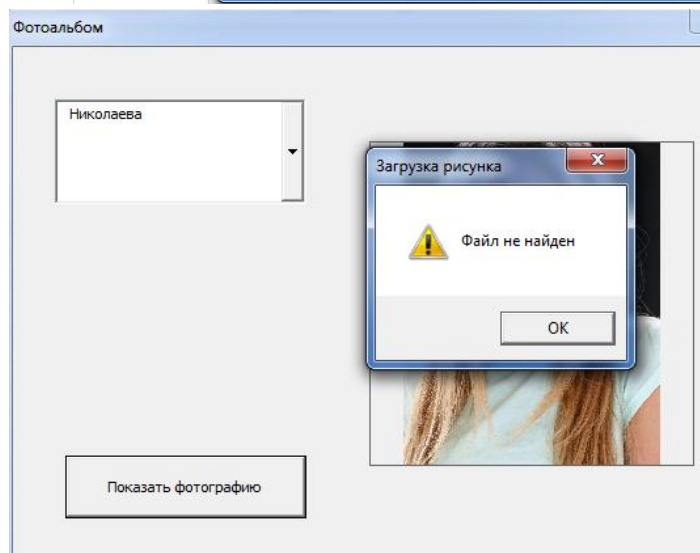 Фотоальбом
Николаева
Загрузка рисунка
Файл не найден
OK
Показать фотографию